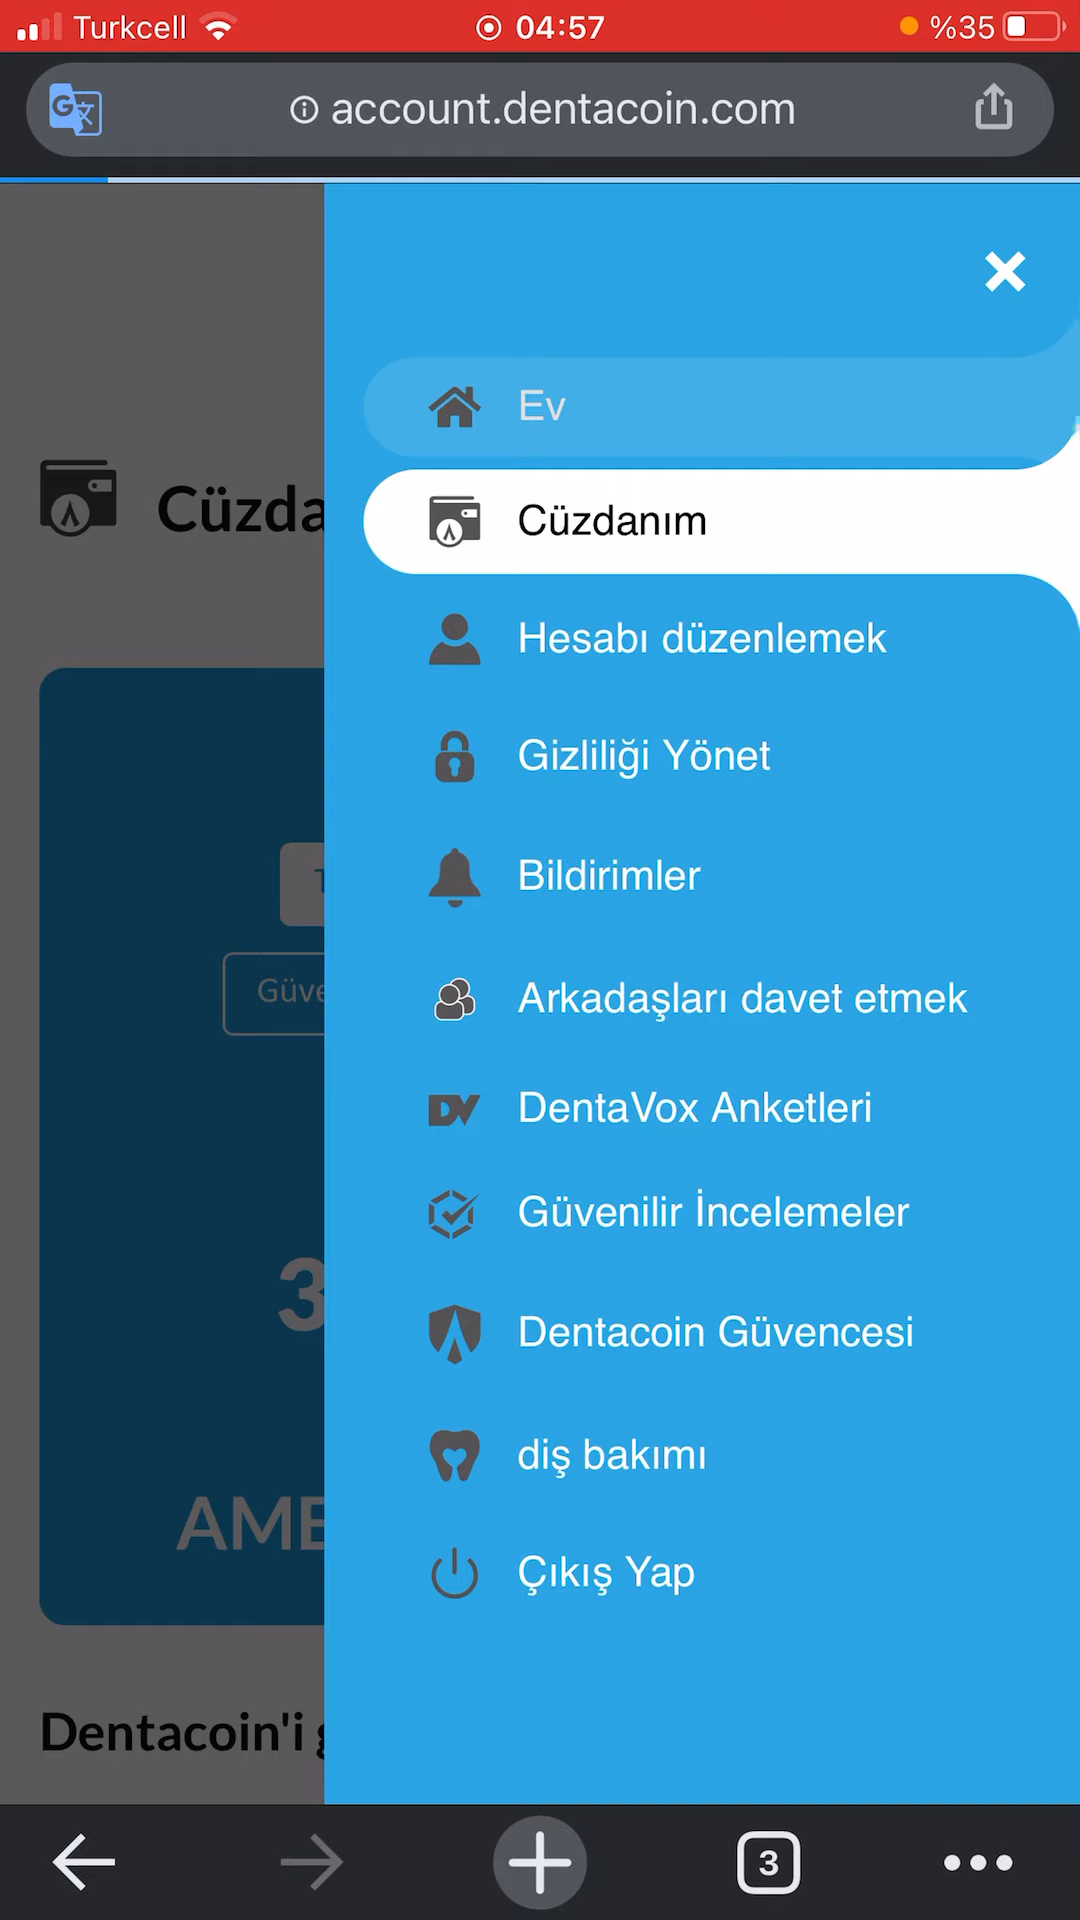 Turkcell
04:57
%35
account.dentacoin.com
Ev
Cüzda
Cüzdanım
Hesabı düzenlemek
Gizliliği Yönet
Bildirimler
Güve
Arkadaşları davet etmek
DentaVox Anketleri
Güvenilir İncelemeler
3
Dentacoin Güvencesi
diş bakımı
AME
Çıkış Yap
Dentacoin'i
3